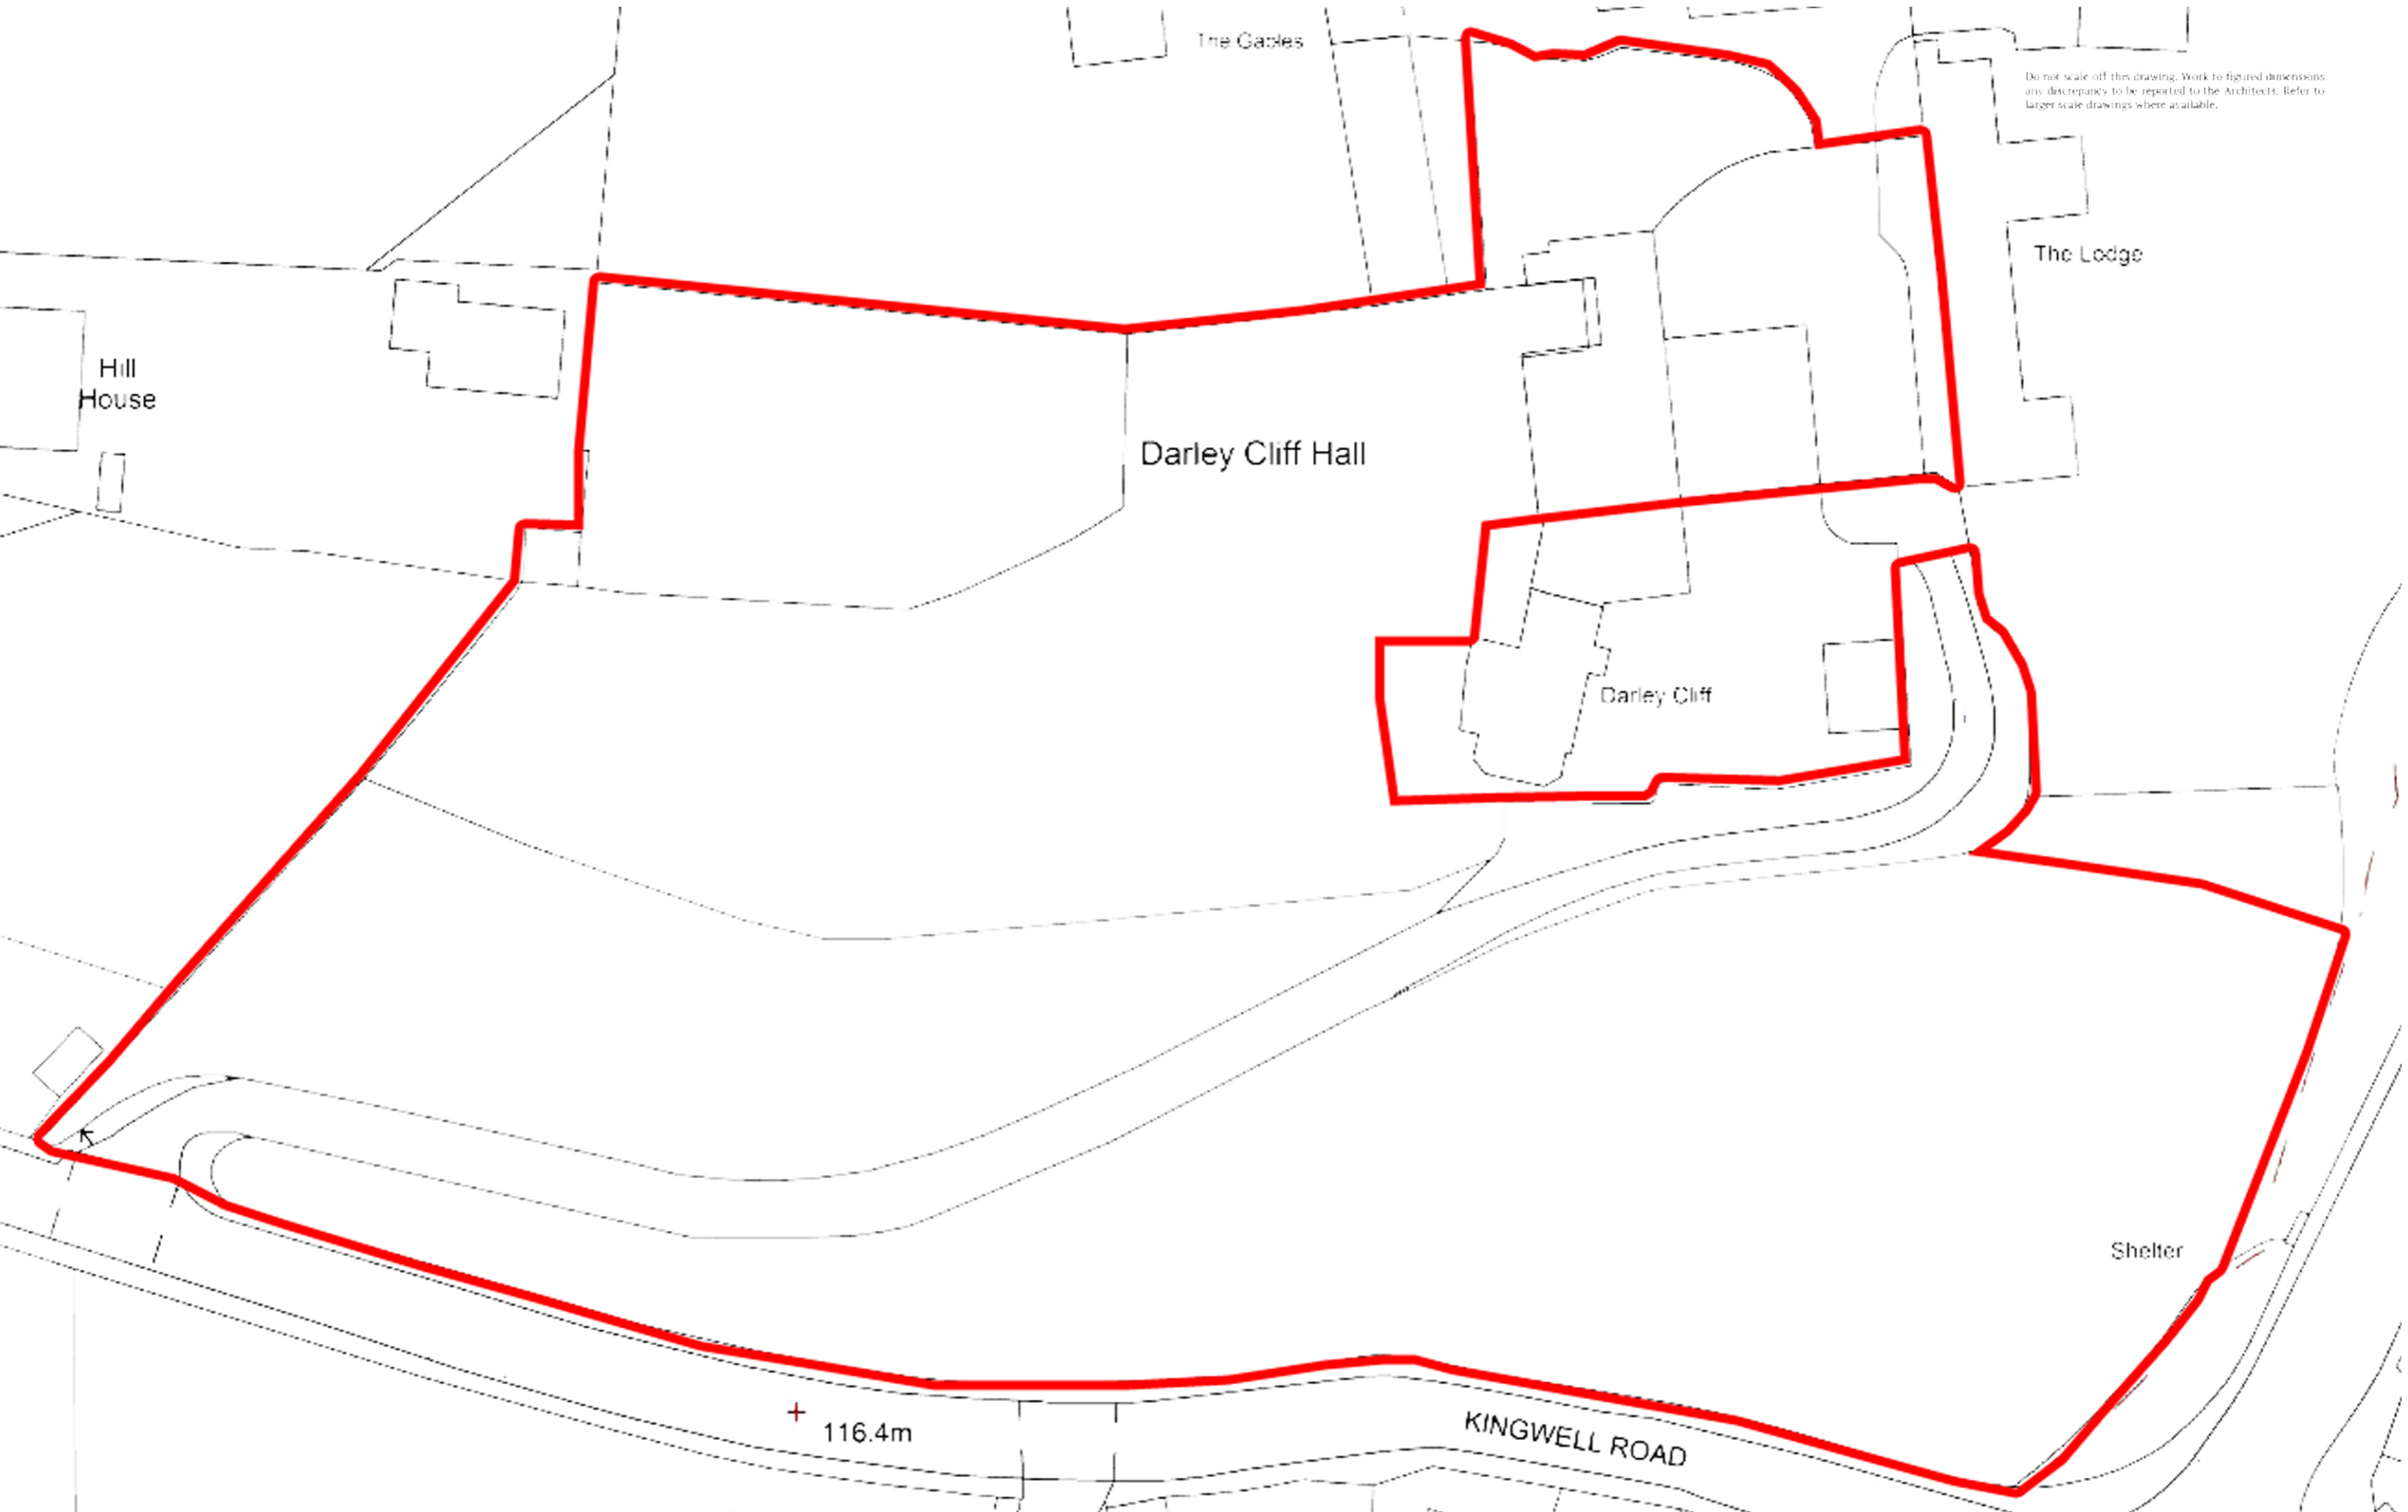 The Gables
Do not scale off this drawing. Work to figured dimensions
any discrepancy to be reported to the Architects. Refer to
larger scale drawings where available.
The Lodge
Hill
House
Darley Cliff Hall
Darley Cliff
Shelter
116.4m
KINGWELL ROAD